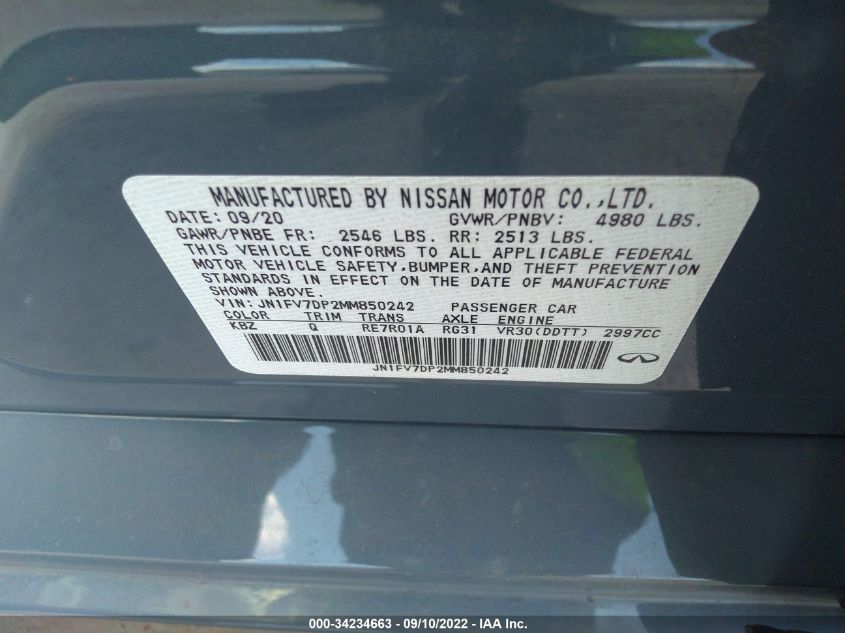 MANUFACTURED BY NISSAN MOTOR CO.,LTD.
DATE: 09/20 GVWR/PNBV: 4980 LBS.
GAWR/PNBE FR: 2546 LBS. RR: 2513 LBS.
THIS VEHICLE CONFORMS TO ALL APPLICABLE FEDERAL
MOTOR VEHICLE SAFETY,BUMPER,AND THEFT PREVENTION
STANDARDS IN EFFECT ON THE DATE OF MANUFACTURE
SHOWN ABOVE.
VIN: JN1FV7DP2MM850242 PASSENGER CAR
COLOR TRIM TRANS AXLE ENGINE
KBZ Q RE7R01A RG31 VR30(DDTT) 2997CC
JN1FV7DP2MM850242
000-34234663 - 09/10/2022 - IAA Inc.